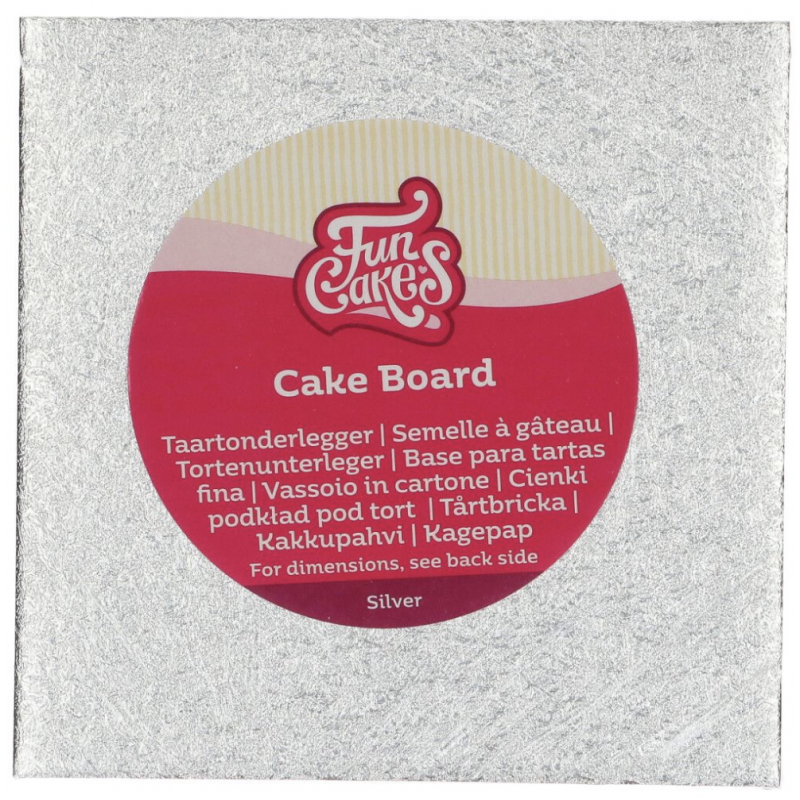 Fun
Cakes
Cake Board
Taartonderlegger | Semelle à gâteau |
Tortenunterleger | Base para tartas
fina | Vassoio in cartone | Cienki
podkład pod tort | Tårtbricka |
Kakkupahvi | Kagepap
For dimensions, see back side
Silver